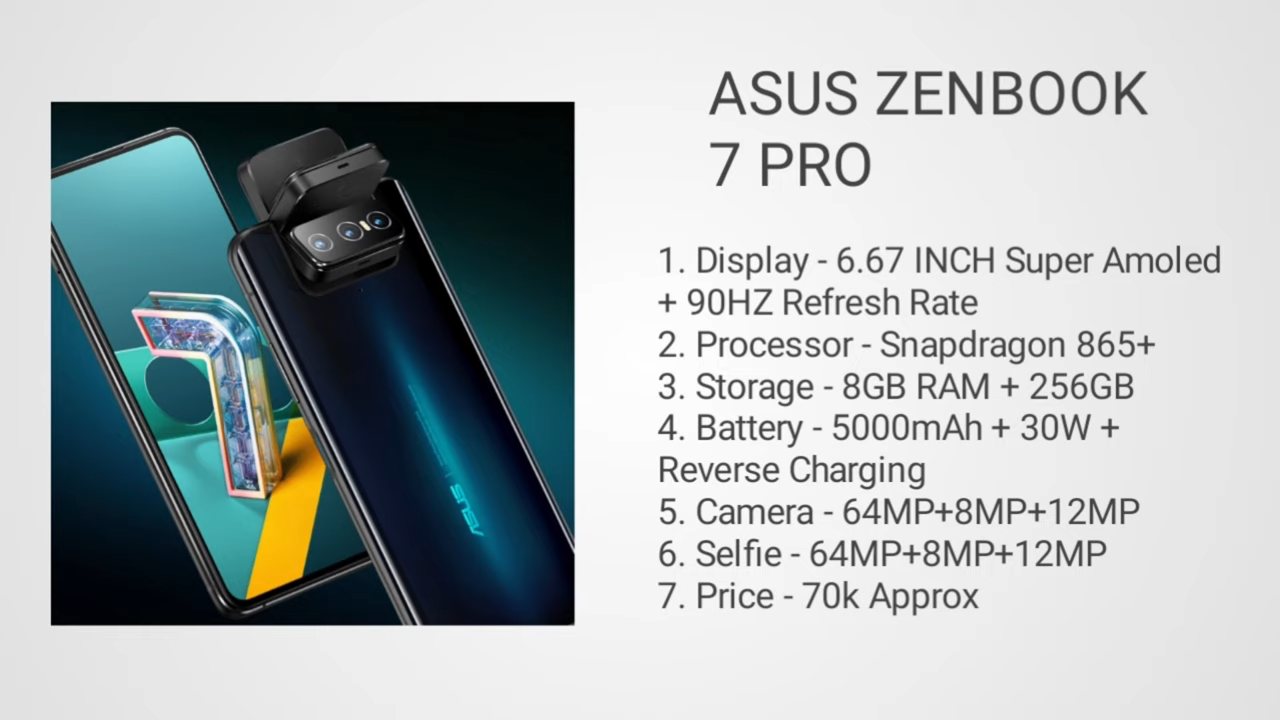 ASUS ZENBOOK
7 PRO
1. Display - 6.67 INCH Super Amoled
+ 90HZ Refresh Rate
2. Processor - Snapdragon 865+
3. Storage - 8GB RAM + 256GB
4. Battery - 5000mAh + 30W +
Reverse Charging
5. Camera - 64MP+8MP+12MP
6. Selfie - 64MP+8MP+12MP
7. Price - 70k Approx
ASUS